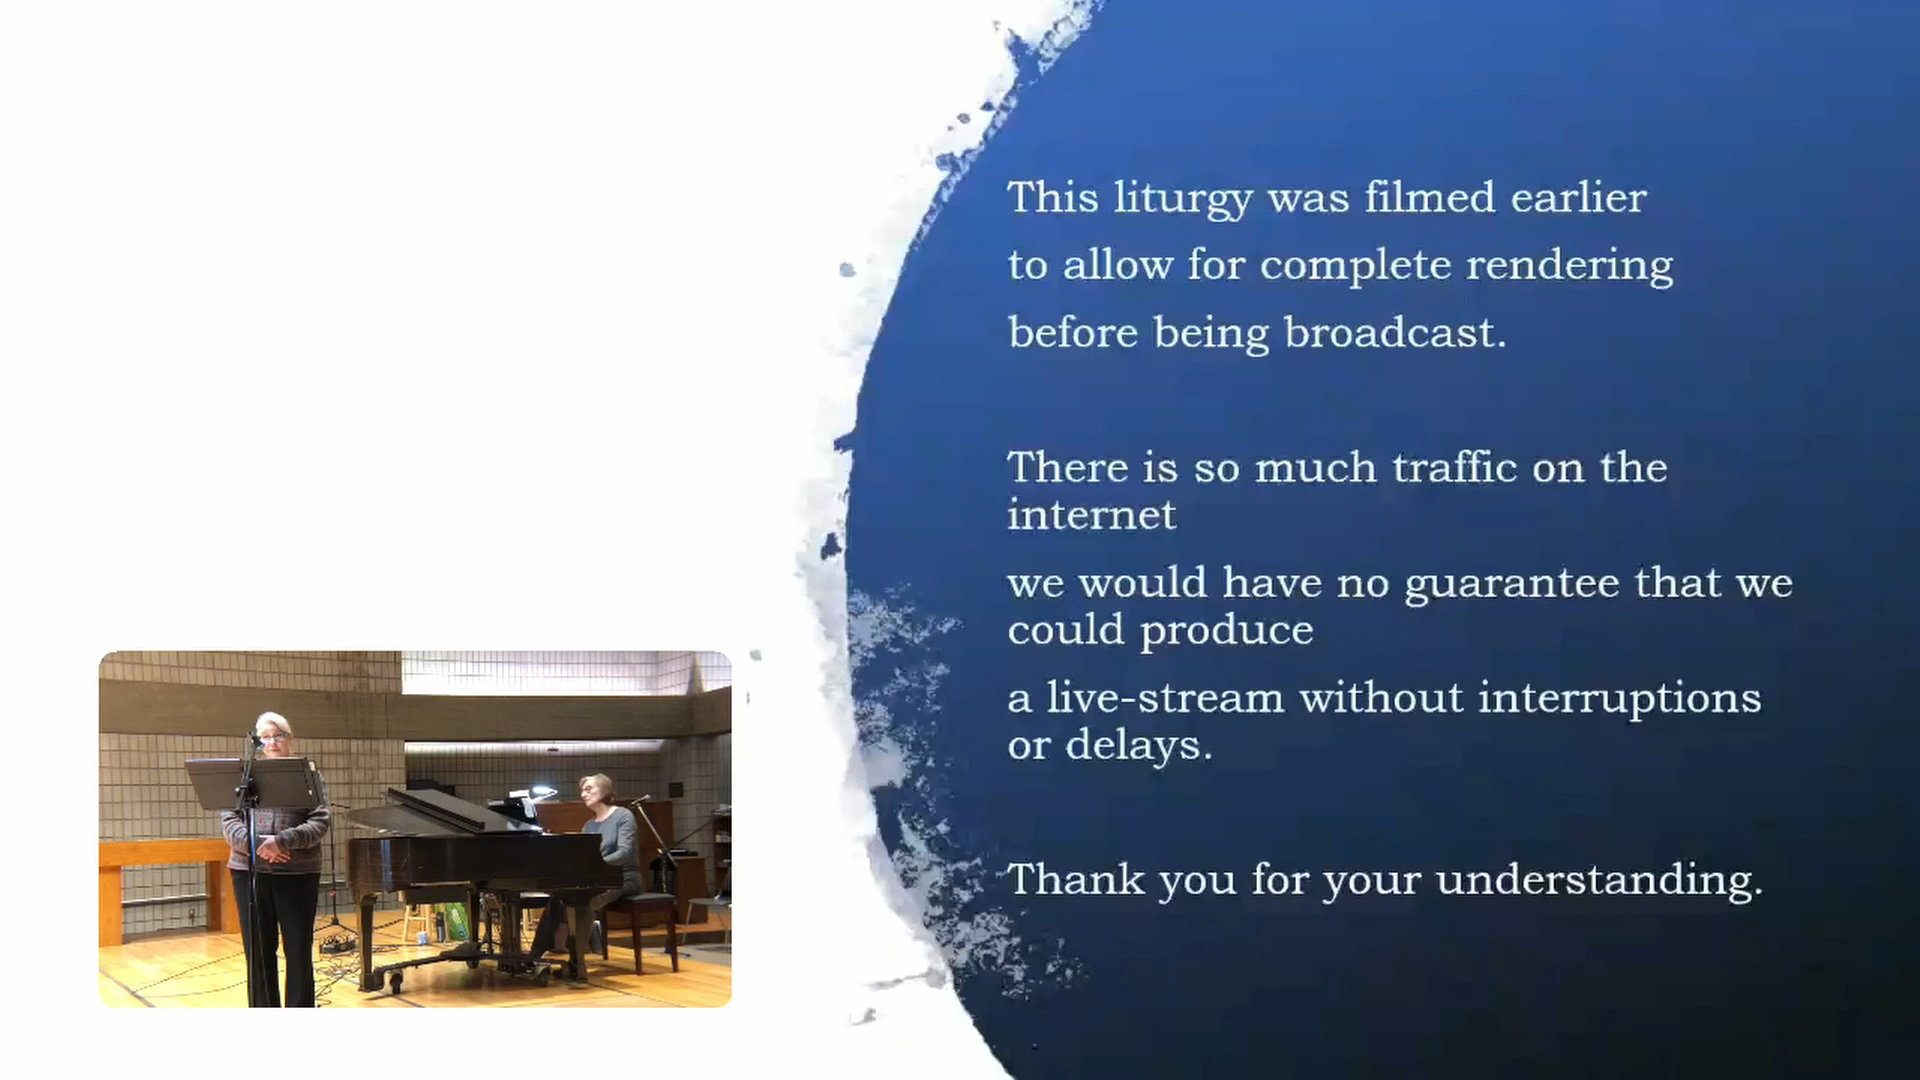 This liturgy was filmed earlier
to allow for complete rendering
before being broadcast.
There is so much traffic on the
internet
we would have no guarantee that we
could produce
a live-stream without interruptions
or delays.
Thank you for your understanding.